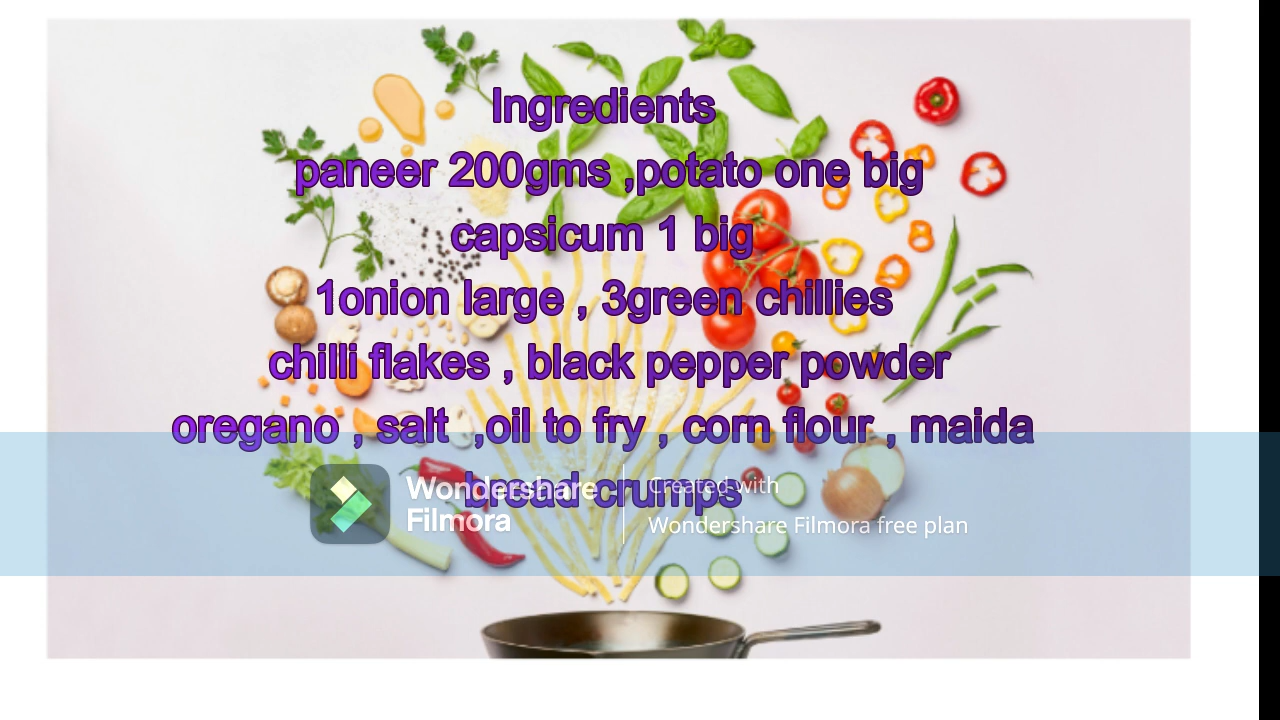 Ingredients
paneer 200gms ,potato one big
capsicum 1 big
1onion large , 3green chillies
chilli flakes , black pepper powder
oregano , salt ,oil to fry , corn flour , maida
bread crumps
Wondershare
Filmora
Created with
Wondershare Filmora free plan